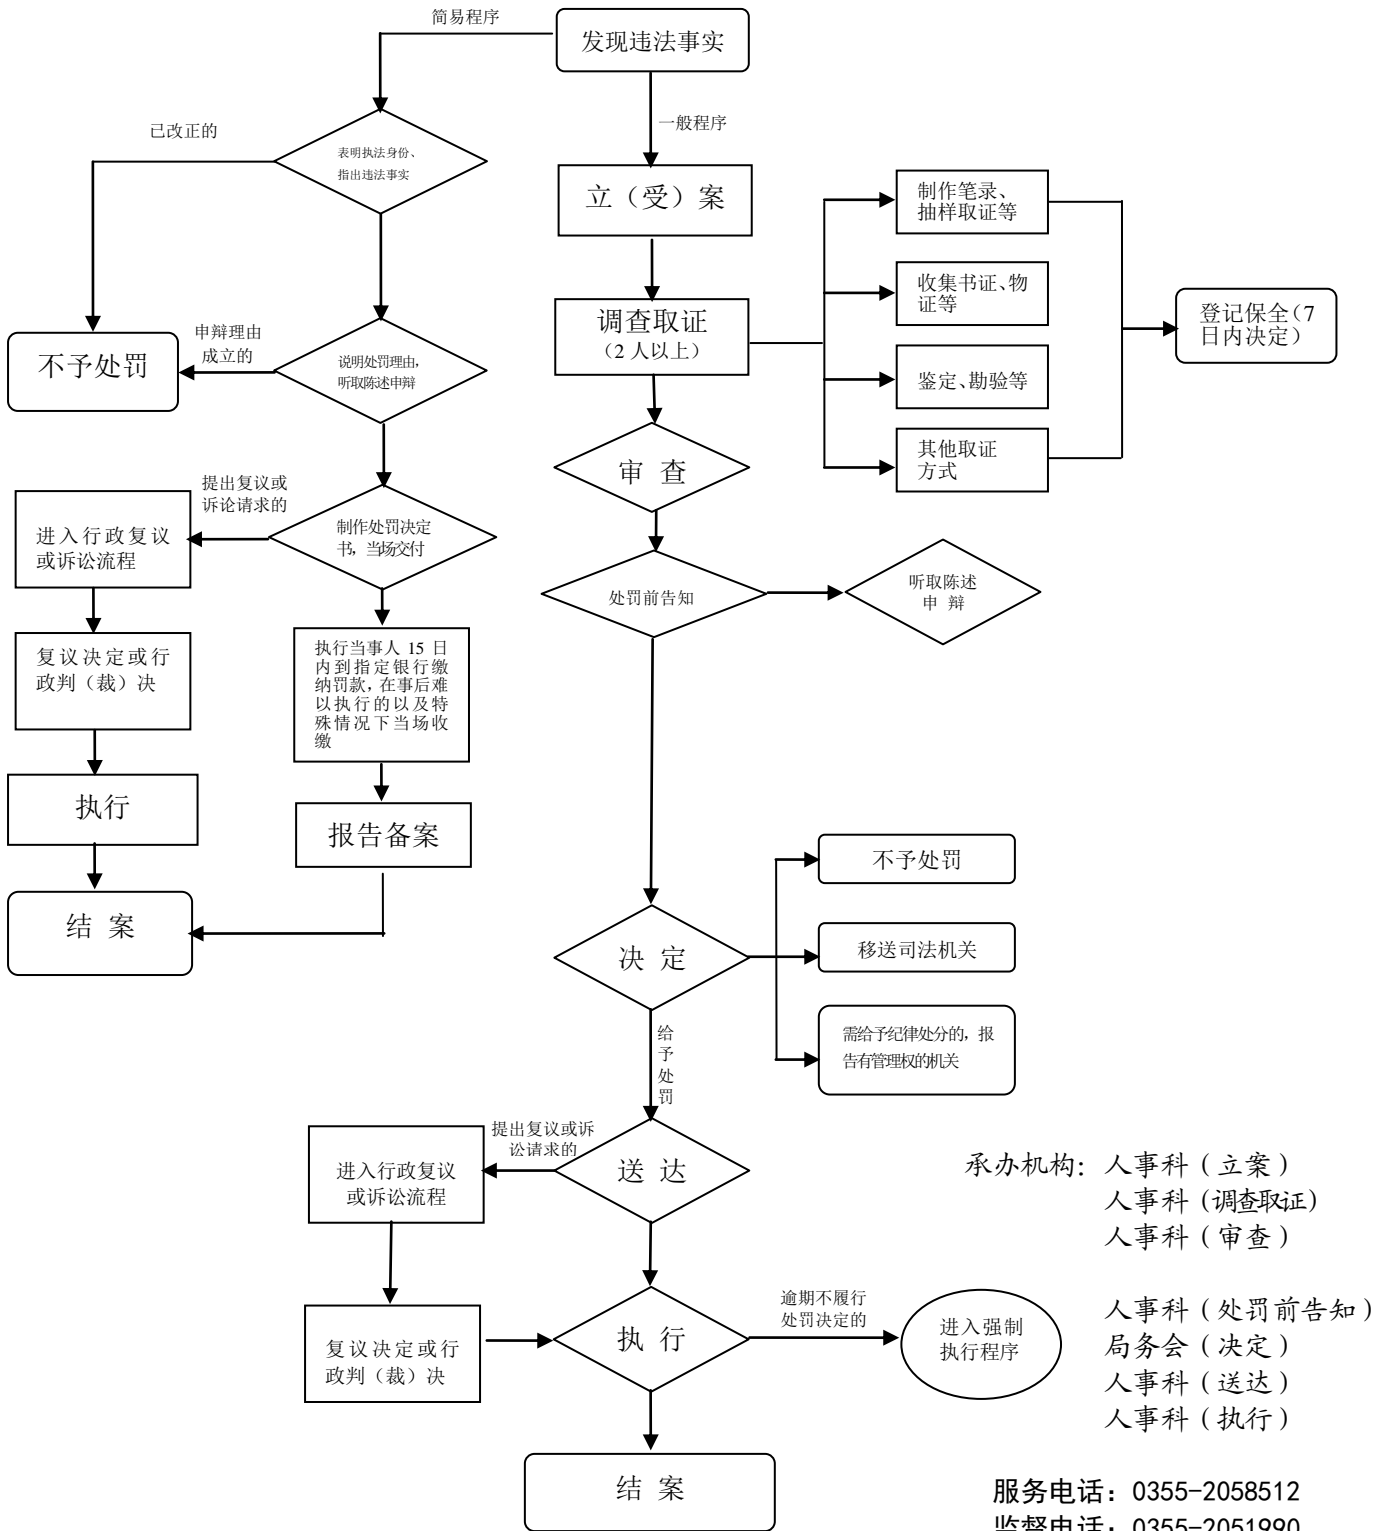 简易程序
发现违法事实
已改正的
一般程序
表明执法身份、
指出违法事实
立（受）案
制作笔录、
抽样取证等
收集书证、物
证等
登记保全（7
日内决定）
调查取证
（2 人以上）
申辩理由
成立的
不予处罚
说明处罚理由，
听取陈述申辩
鉴定、勘验等
其他取证
方式
审 查
提出复议或
诉讼请求的
进入行政复议
或诉讼流程
制作处罚决定
书，当场交付
处罚前告知
听取陈述
申 辩
复议决定或行
政判（裁）决
执行当事人 15 日
内到指定银行缴
纳罚款，在事后难
以执行的以及特
殊情况下当场收
缴
执行
报告备案
结 案
不予处罚
决 定
移送司法机关
需给予纪律处分的，报
告有管理权的机关
给
予
处
罚
提出复议或诉
讼请求的
进入行政复议
或诉讼流程
送 达
承办机构：人事科（立案）
人事科（调查取证）
人事科（审查）
复议决定或行
政判（裁）决
执 行
逾期不履行
处罚决定的
进入强制
执行程序
人事科（处罚前告知）
局务会（决定）
人事科（送达）
人事科（执行）
结 案
服务电话：0355-2058512
监督电话：0355-2051990